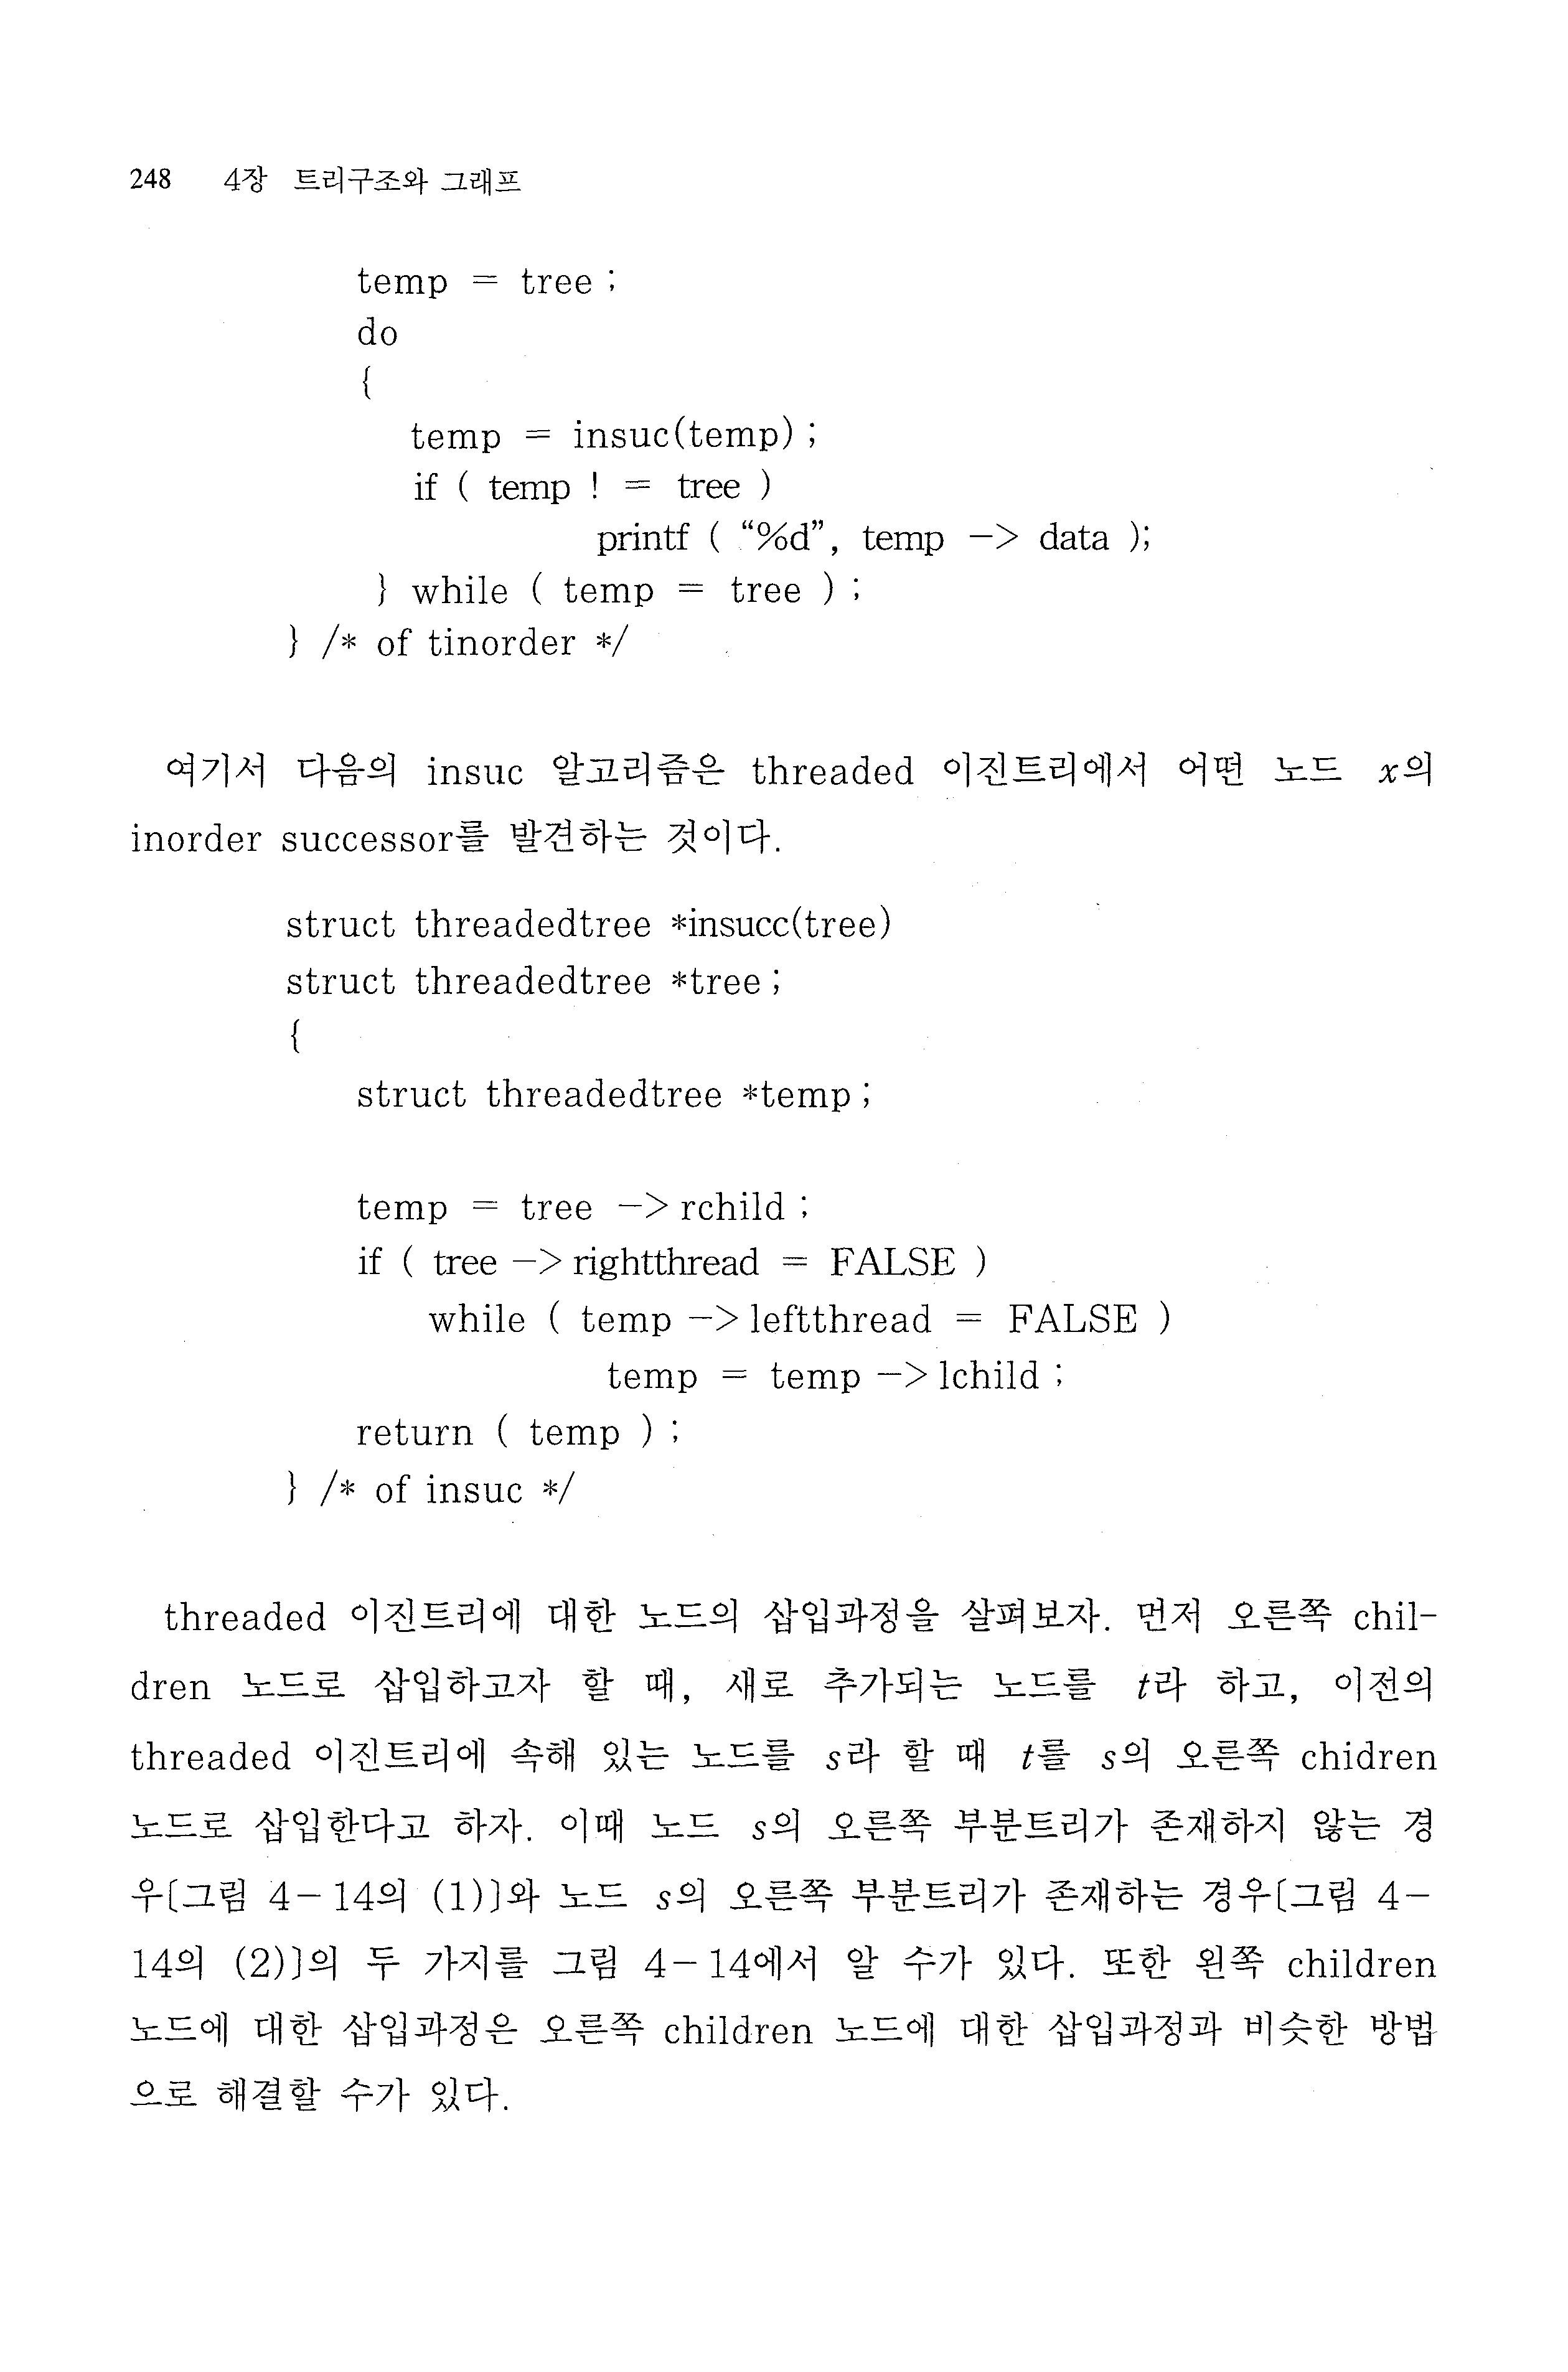 248 4장 트리구조와 그래프
temp = tree ;
do
{
temp = insuc(temp) ;
if ( temp ! = tree )
printf ( “%d”, temp −> data );
} while ( temp = tree ) ;
} /* of tinorder */
여기서 다음의 insuc 알고리즘은 threaded 이진트리에서 어떤 노드 x의
inorder successor를 발견하는 것이다.
struct threadedtree *insucc(tree)
struct threadedtree *tree ;
{
struct threadedtree *temp ;
temp = tree −> rchild ;
if ( tree −> rightthread = FALSE )
while ( temp −> leftthread = FALSE )
temp = temp −> lchild ;
return ( temp ) ;
} /* of insuc */
threaded 이진트리에 대한 노드의 삽입과정을 살펴보자. 먼저 오른쪽 chil-
dren 노드로 삽입하고자 할 때, 새로 추가되는 노드를 t라 하고, 이전의
threaded 이진트리에 속해 있는 노드를 s라 할 때 t를 s의 오른쪽 chidren
노드로 삽입한다고 하자. 이때 노드 s의 오른쪽 부분트리가 존재하지 않는 경
우〔그림 4−14의 (1)〕와 노드 s의 오른쪽 부분트리가 존재하는 경우〔그림 4−
14의 (2)〕의 두 가지를 그림 4−14에서 알 수가 있다. 또한 왼쪽 children
노드에 대한 삽입과정은 오른쪽 children 노드에 대한 삽입과정과 비슷한 방법
으로 해결할 수가 있다.